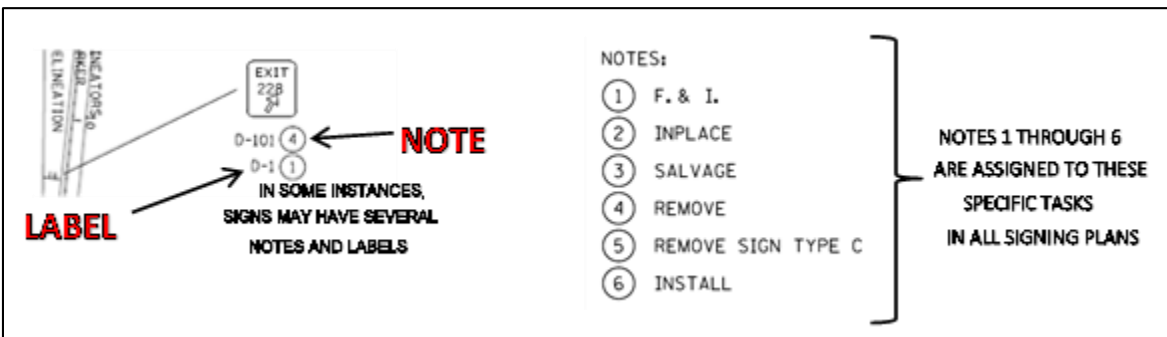 EXIT
228
D-101 4
D-1 1
NOTE
LABEL
IN SOME INSTANCES,
SIGNS MAY HAVE SEVERAL
NOTES AND LABELS
ELINEATION
NOTES:
1 F. & I.
2 INPLACE
3 SALVAGE
4 REMOVE
5 REMOVE SIGN TYPE C
6 INSTALL
NOTES 1 THROUGH 6
ARE ASSIGNED TO THESE
SPECIFIC TASKS
IN ALL SIGNING PLANS